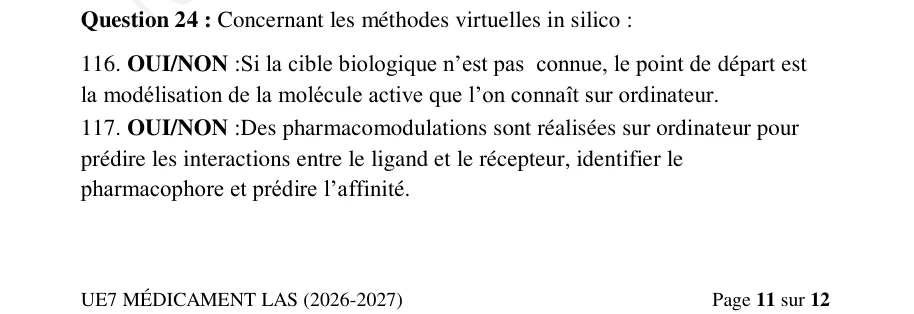 Question 24 : Concernant les méthodes virtuelles in silico :
116. OUI/NON :Si la cible biologique n’est pas  connue, le point de départ est
la modélisation de la molécule active que l’on connaît sur ordinateur.
117. OUI/NON :Des pharmacomodulations sont réalisées sur ordinateur pour
prédire les interactions entre le ligand et le récepteur, identifier le
pharmacophore et prédire l’affinité.
UE7 MÉDICAMENT LAS (2026-2027) Page 11 sur 12